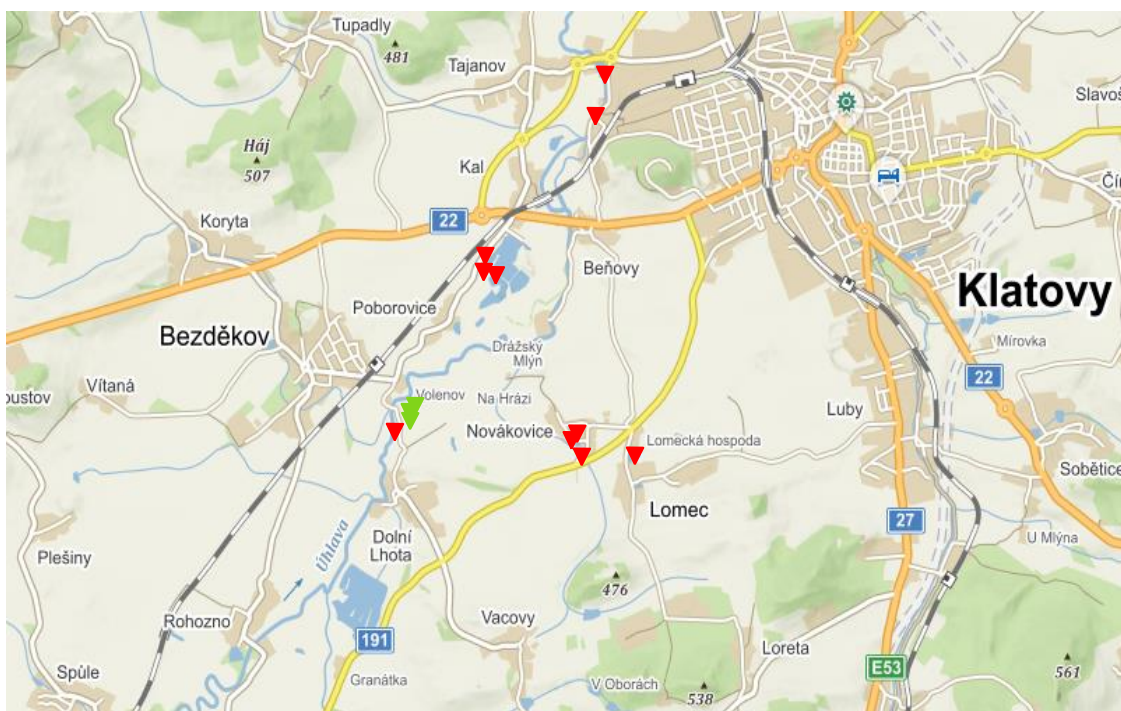 Tupadly
481
Tajanov
Slavoš
Háj
507
Kal
Čín
Koryta
22
Beňovy
Klatovy
Poborovice
Bezděkov
Drážský
Mlýn
Mírovka
22
Vítaná
oustov
Volenov
Na Hrázi
Luby
Novákovice
Lomecká hospoda
Sobětice
Lomec
27
Dolní
Lhota
U Mlýna
Plešiny
Úhlava
476
Rohozno
Vacovy
191
Loreta
E53
561
Spůle
Granátka
V Oborách
538